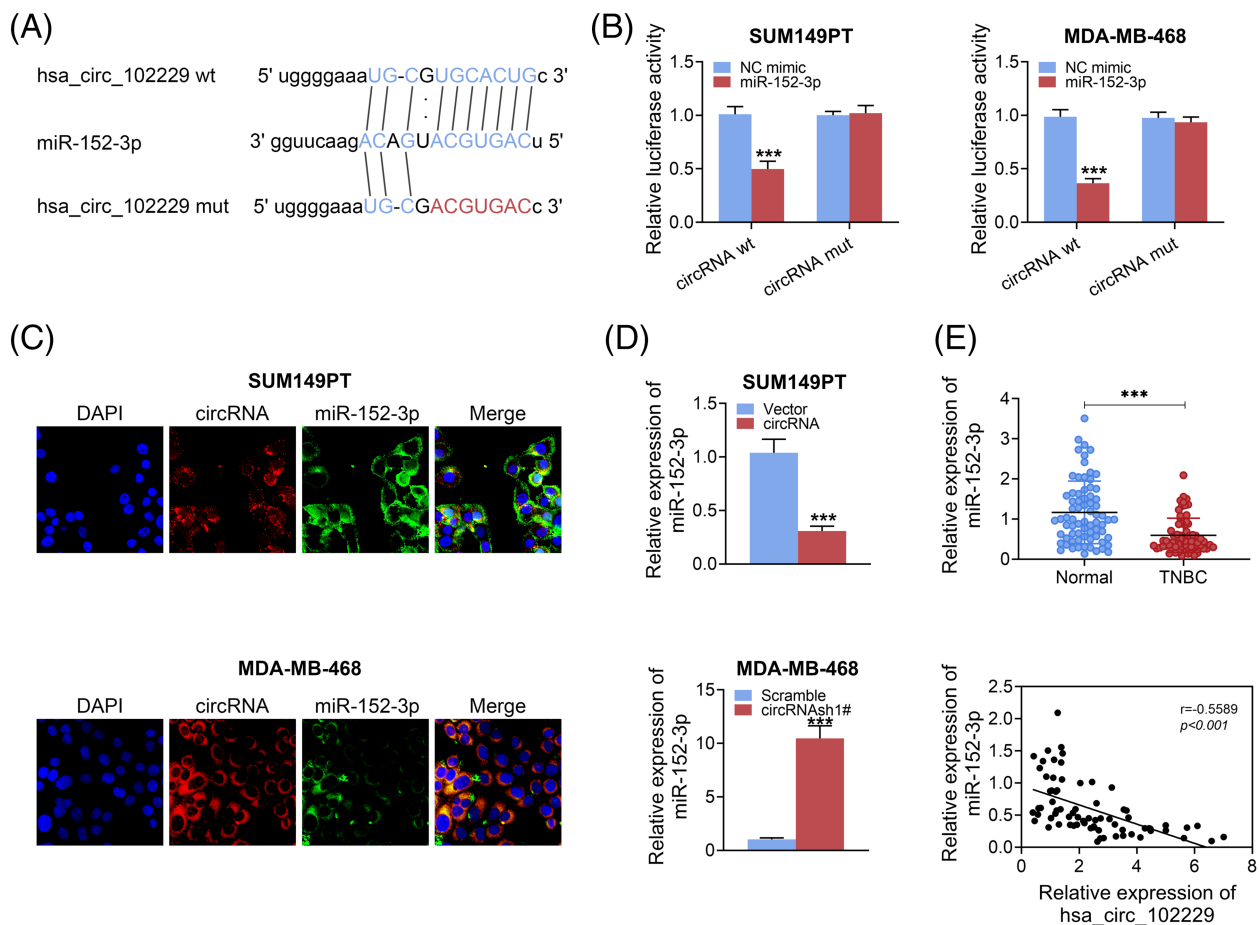 (A)
hsa_circ_102229 wt 5' uggggaaaUG-CGUGCACUGc 3'
miR-152-3p 3' gguucaagACAGUACGUGACu 5'
hsa_circ_102229 mut 5' uggggaaaUG-CGACGUGACc 3'
(B)
SUM149PT
Relative luciferase activity
1.5
1.0
0.5
0.0
NC mimic
miR-152-3p
***
circRNA wt
circRNA mut
MDA-MB-468
Relative luciferase activity
1.5
1.0
0.5
0.0
NC mimic
miR-152-3p
***
circRNA wt
circRNA mut
(C)
SUM149PT
DAPI circRNA miR-152-3p Merge
MDA-MB-468
DAPI circRNA miR-152-3p Merge
(D)
SUM149PT
Relative expression of
miR-152-3p
1.5
1.0
0.5
0.0
Vector
circRNA
***
MDA-MB-468
Relative expression of
miR-152-3p
15
10
5
0
Scramble
circRNAsh1#
***
(E)
Relative expression of
miR-152-3p
4
3
2
1
0
***
Normal TNBC
Relative expression of
miR-152-3p
2.5
2.0
1.5
1.0
0.5
0.0
r=-0.5589
p<0.001
0 2 4 6 8
Relative expression of
hsa_circ_102229